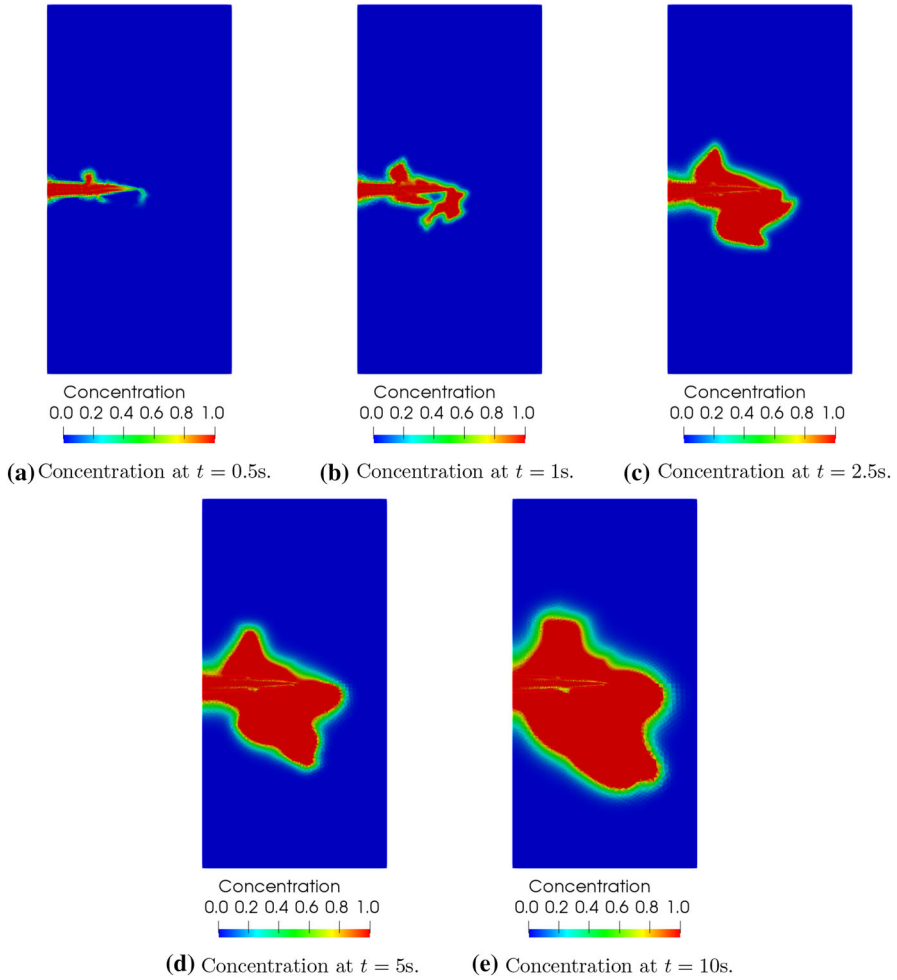 Concentration Concentration Concentration
0.0 0.2 0.4 0.6 0.8 1.0 0.0 0.2 0.4 0.6 0.8 1.0 0.0 0.2 0.4 0.6 0.8 1.0
(a) Concentration at t = 0.5s. (b) Concentration at t = 1s. (c) Concentration at t = 2.5s.
Concentration Concentration
0.0 0.2 0.4 0.6 0.8 1.0 0.0 0.2 0.4 0.6 0.8 1.0
(d) Concentration at t = 5s. (e) Concentration at t = 10s.